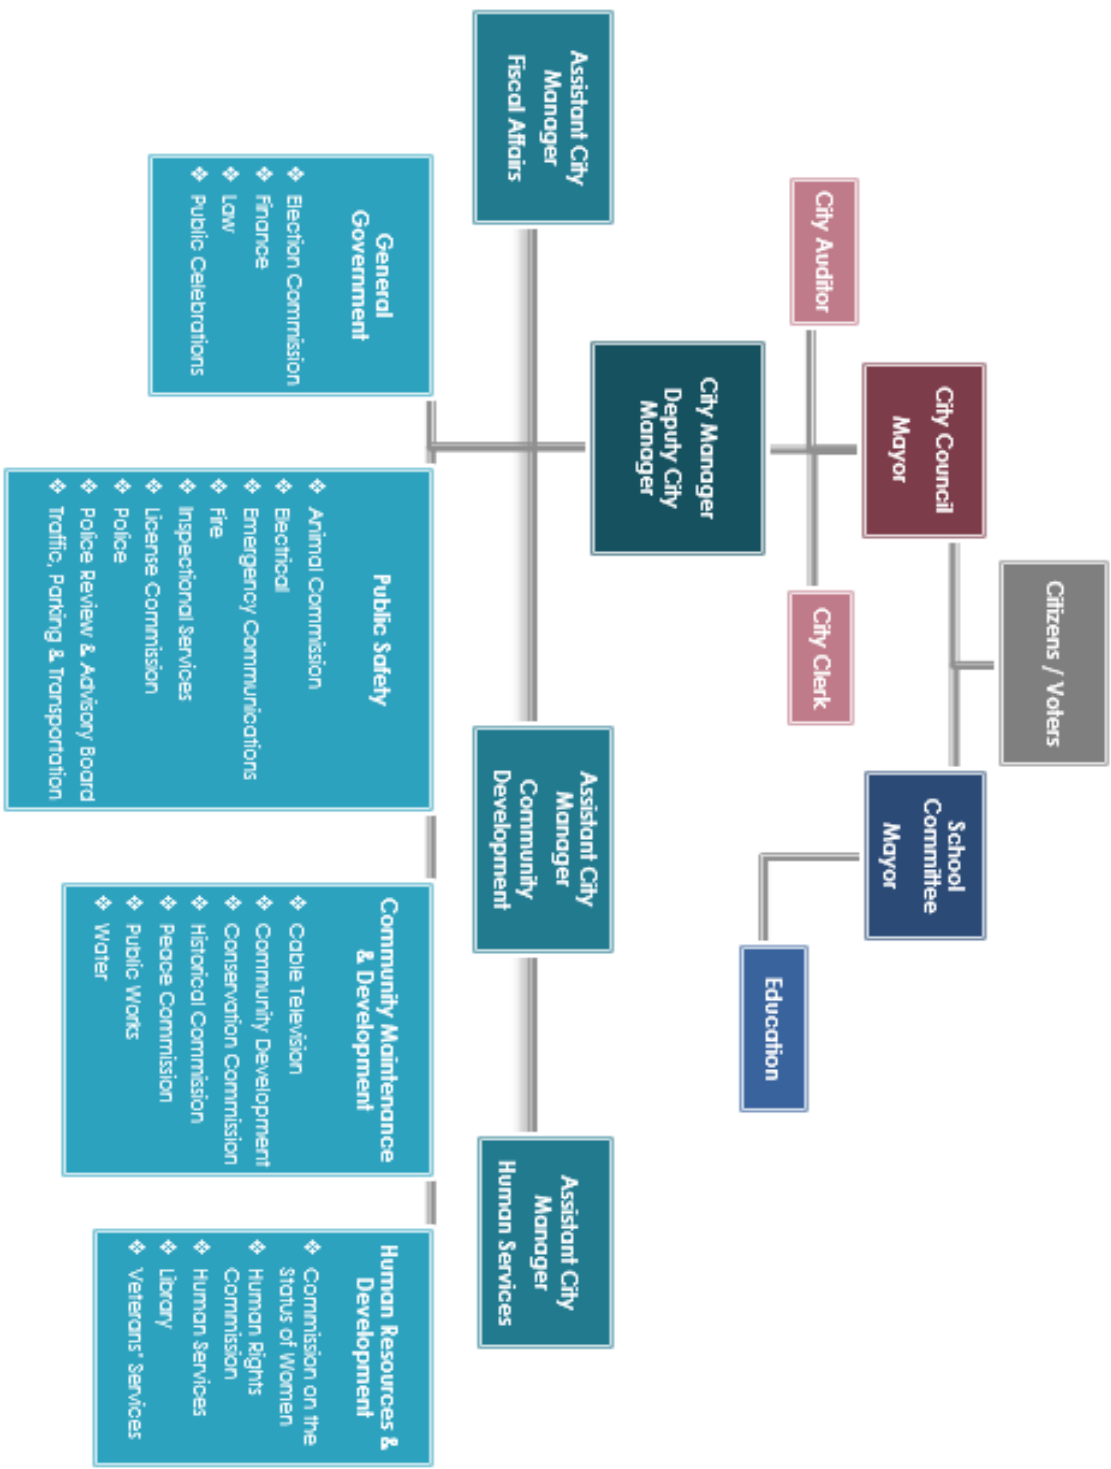 Citizens / Voters
City Council
Mayor
School
Committee
Mayor
City Auditor
City Clerk
Education
City Manager
Deputy City
Manager
Assistant City
Manager
Fiscal Affairs
Assistant City
Manager
Community
Development
Assistant City
Manager
Human Services
General
Government
❖ Election Commission
❖ Finance
❖ Law
❖ Public Celebrations
Public Safety
❖ Animal Commission
❖ Electrical
❖ Emergency Communications
❖ Fire
❖ Inspectional Services
❖ License Commission
❖ Police
❖ Police Review & Advisory Board
❖ Traffic, Parking & Transportation
Community Maintenance
& Development
❖ Cable Television
❖ Community Development
❖ Conservation Commission
❖ Historical Commission
❖ Peace Commission
❖ Public Works
❖ Water
Human Resources &
Development
❖ Commission on the
Status of Women
❖ Human Rights
Commission
❖ Human Services
❖ Library
❖ Veterans' Services